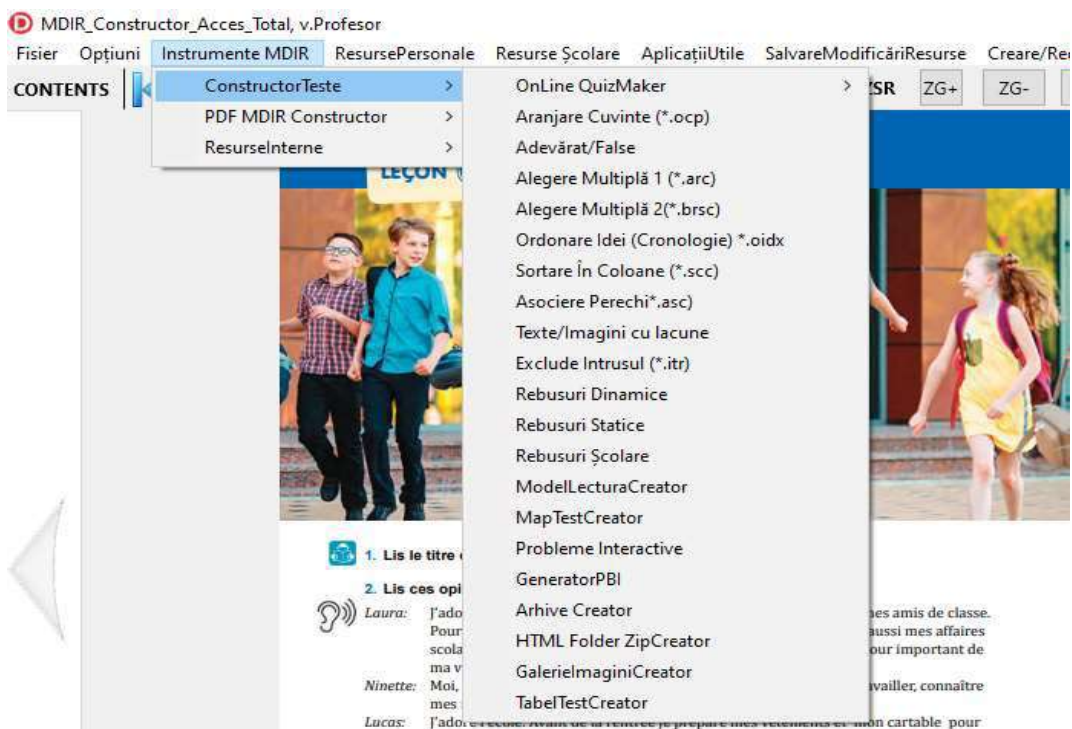 MDIR_Constructor_Acces_Total, v.Profesor
Fisier Opțiuni Instrumente MDIR ResursePersonale Resurse Școlare AplicațiiUtile SalvareModificăriResurse Creare/Re
CONTENTS ZSR ZG+ ZG-
ConstructorTeste
PDF MDIR Constructor
ResurseInterne
OnLine QuizMaker
Aranjare Cuvinte (*.ocp)
Adevărat/False
Alegere Multiplă 1 (*.arc)
Alegere Multiplă 2(*.brsc)
Ordonare Idei (Cronologie) *.oidx
Sortare În Coloane (*.scc)
Asociere Perechi*.asc)
Texte/Imagini cu lacune
Exclude Intrusul (*.itr)
Rebusuri Dinamice
Rebusuri Statice
Rebusuri Școlare
ModelLecturaCreator
MapTestCreator
Probleme Interactive
GeneratorPBI
Arhive Creator
HTML Folder ZipCreator
GalerieImaginiCreator
TabelTestCreator
LEÇON
1. Lis le titre
2. Lis ces opi
Laura: J'ado mes amis de classe.
Pour aussi mes affaires
scola our important de
ma v
Ninette: Moi, availler, connaître
mes
Lucas: J'adore l'école. Avant de la rentrée je prépare mes vêtements et mon cartable pour